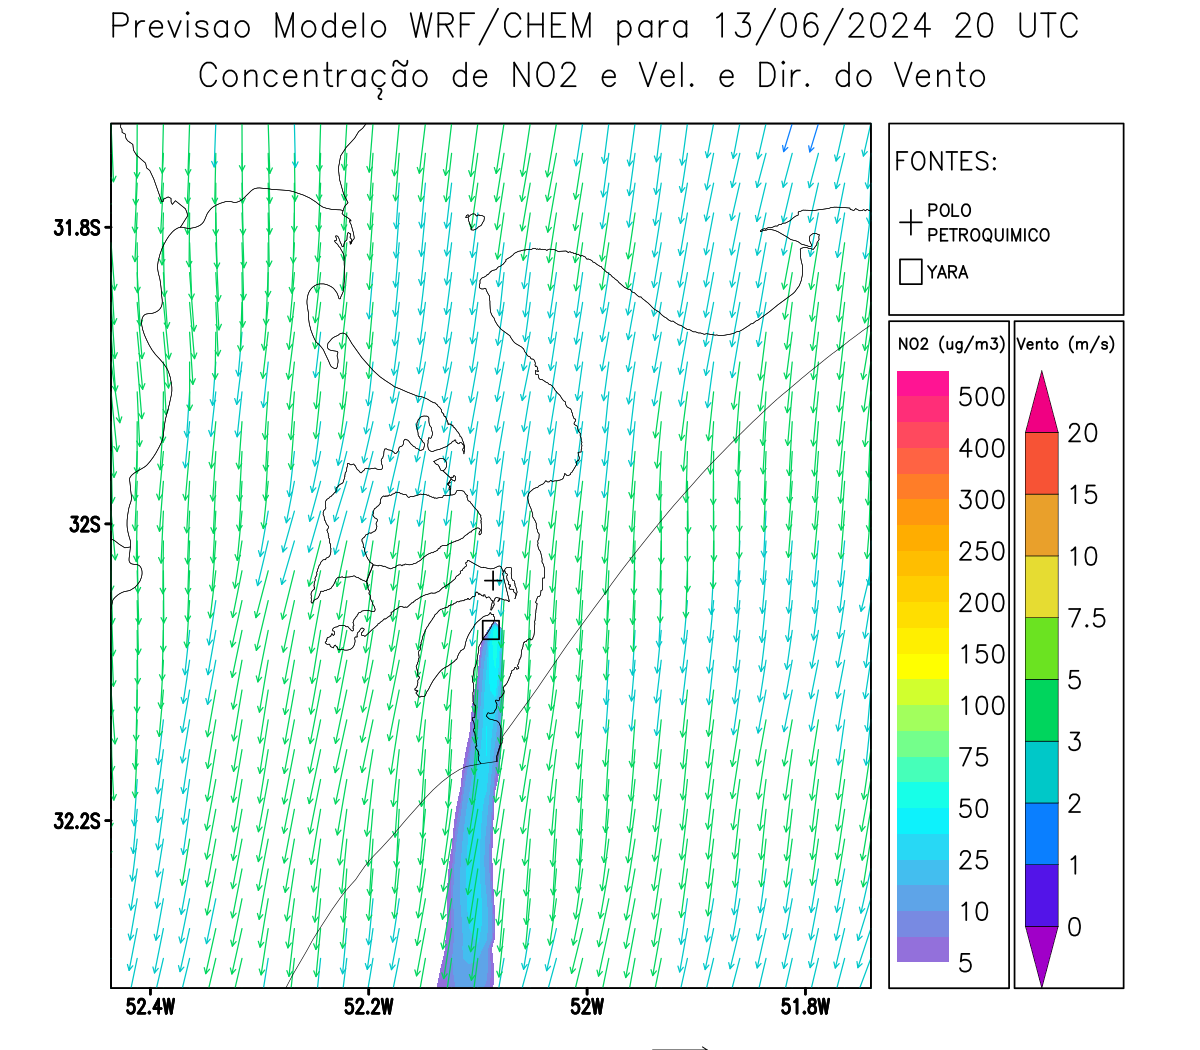 Previsao Modelo WRF/CHEM para 13/06/2024 20 UTC
Concentração de NO2 e Vel. e Dir. do Vento
FONTES:
POLO
PETROQUIMICO
YARA
31.8S
32S
32.2S
52.4W
52.2W
52W
51.8W
NO2 (ug/m3)
500
400
300
250
200
150
100
75
50
25
10
5
Vento (m/s)
20
15
10
7.5
5
3
2
1
0